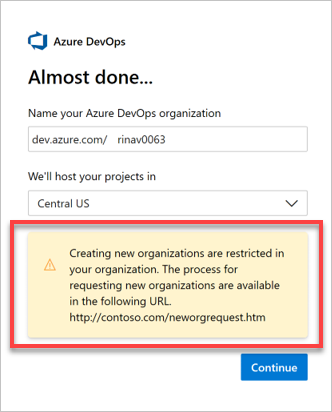 Azure DevOps
Almost done...
Name your Azure DevOps organization
dev.azure.com/ rinav0063
We'll host your projects in
Central US
Creating new organizations are restricted in
your organization. The process for
requesting new organizations are available
in the following URL.
http://contoso.com/neworgrequest.htm
Continue